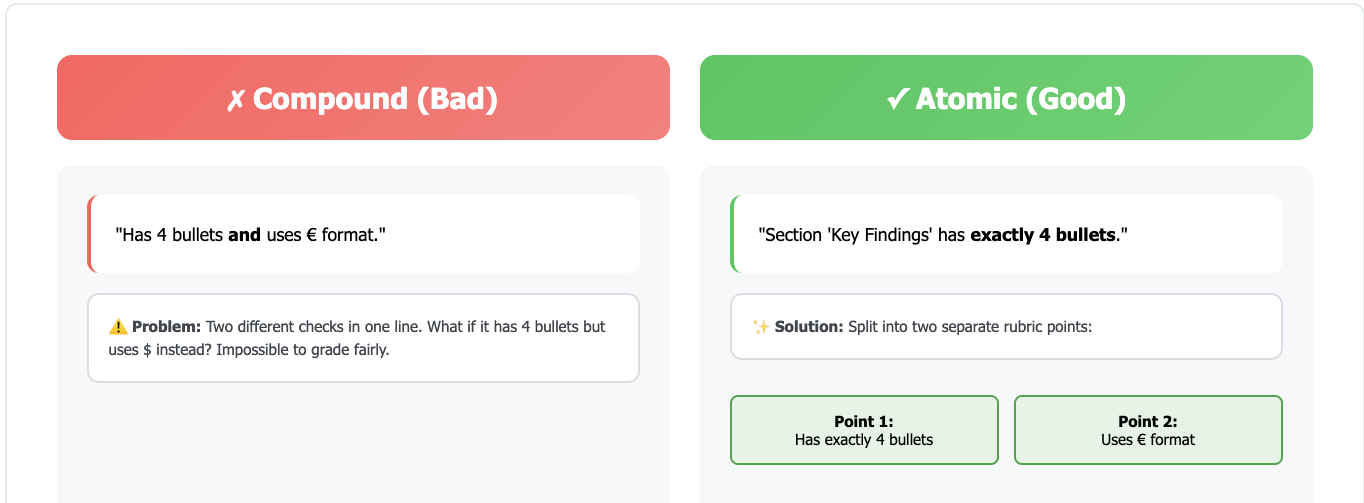 ✗ Compound (Bad)
"Has 4 bullets and uses € format."
⚠️ Problem: Two different checks in one line. What if it has 4 bullets but
uses $ instead? Impossible to grade fairly.
✓ Atomic (Good)
"Section 'Key Findings' has exactly 4 bullets."
✨ Solution: Split into two separate rubric points:
Point 1:
Has exactly 4 bullets
Point 2:
Uses € format